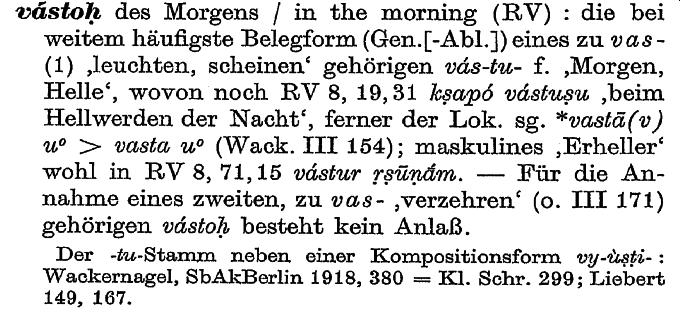 vástoḥ des Morgens / in the morning (RV) : die bei
weitem häufigste Belegform (Gen.[-Abl.]) eines zu vas-
(1) ‚leuchten, scheinen‘ gehörigen vás-tu- f. ‚Morgen,
Helle‘, wovon noch RV 8, 19,31 kṣapó vástuṣu ‚beim
Hellwerden der Nacht‘, ferner der Lok. sg. *vastā(v)
u° > vasta u° (Wack. III 154); maskulines ‚Erheller‘
wohl in RV 8, 71,15 vástur ṛṣūṇā́m. — Für die An-
nahme eines zweiten, zu vas- ‚verzehren‘ (o. III 171)
gehörigen vástoḥ besteht kein Anlaß.
Der -tu-Stamm neben einer Kompositionsform vy-ùṣṭi- :
Wackernagel, SbAkBerlin 1918, 380 = Kl. Schr. 299; Liebert
149, 167.